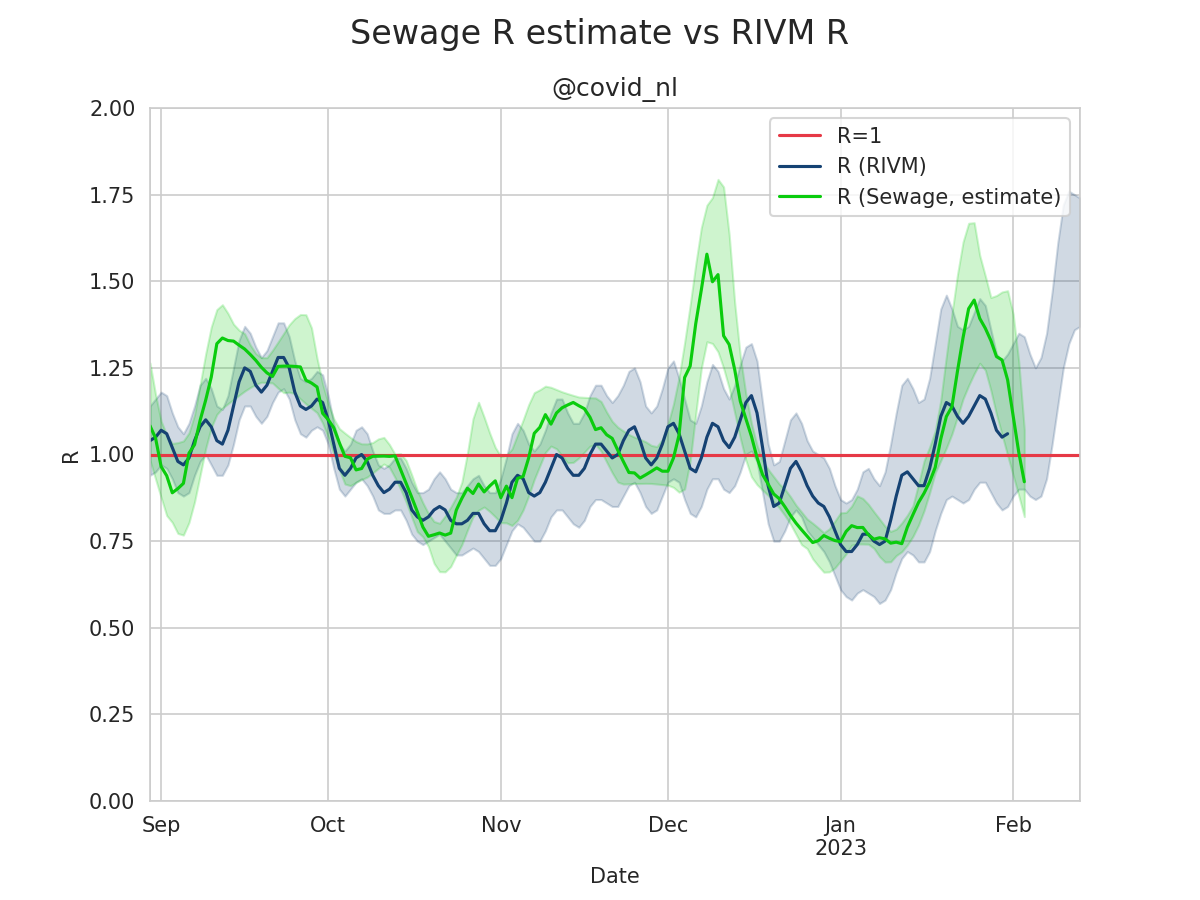 Sewage R estimate vs RIVM R
@covid_nl
2.00
1.75
1.50
1.25
1.00
0.75
0.50
0.25
0.00
R
R=1
R (RIVM)
R (Sewage, estimate)
Sep Oct Nov Dec Jan Feb
2023
Date